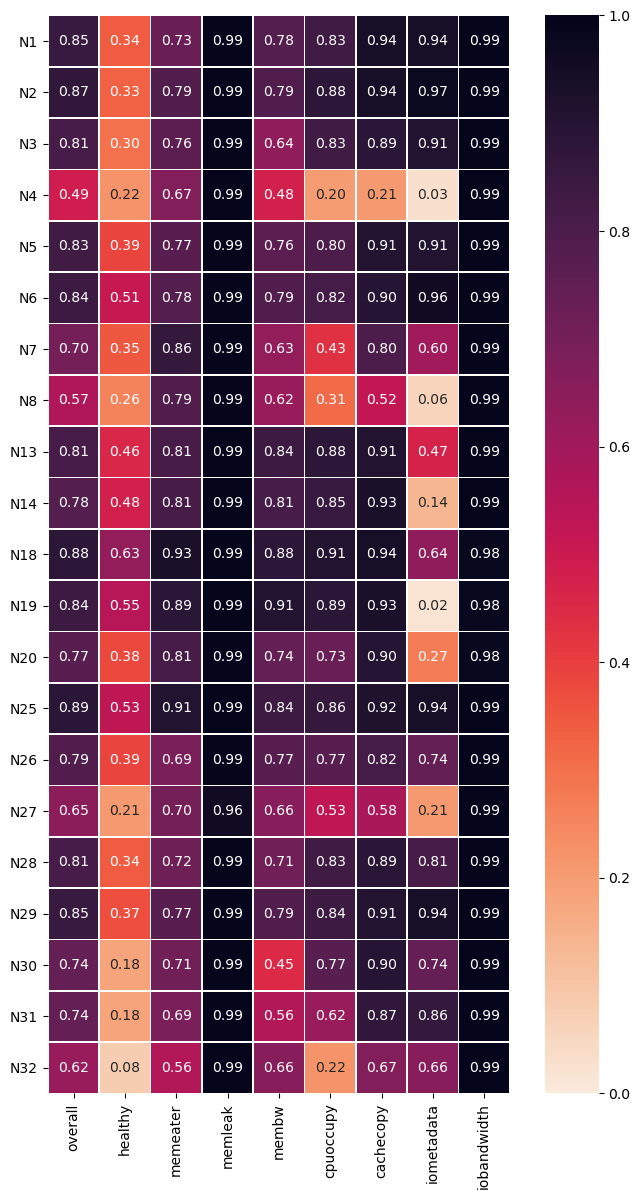 N1 0.85 0.34 0.73 0.99 0.78 0.83 0.94 0.94 0.99
N2 0.87 0.33 0.79 0.99 0.79 0.88 0.94 0.97 0.99
N3 0.81 0.30 0.76 0.99 0.64 0.83 0.89 0.91 0.99
N4 0.49 0.22 0.67 0.99 0.48 0.20 0.21 0.03 0.99
N5 0.83 0.39 0.77 0.99 0.76 0.80 0.91 0.91 0.99
N6 0.84 0.51 0.78 0.99 0.79 0.82 0.90 0.96 0.99
N7 0.70 0.35 0.86 0.99 0.63 0.43 0.80 0.60 0.99
N8 0.57 0.26 0.79 0.99 0.62 0.31 0.52 0.06 0.99
N13 0.81 0.46 0.81 0.99 0.84 0.88 0.91 0.47 0.99
N14 0.78 0.48 0.81 0.99 0.81 0.85 0.93 0.14 0.99
N18 0.88 0.63 0.93 0.99 0.88 0.91 0.94 0.64 0.98
N19 0.84 0.55 0.89 0.99 0.91 0.89 0.93 0.02 0.98
N20 0.77 0.38 0.81 0.99 0.74 0.73 0.90 0.27 0.98
N25 0.89 0.53 0.91 0.99 0.84 0.86 0.92 0.94 0.99
N26 0.79 0.39 0.69 0.99 0.77 0.77 0.82 0.74 0.99
N27 0.65 0.21 0.70 0.96 0.66 0.53 0.58 0.21 0.99
N28 0.81 0.34 0.72 0.99 0.71 0.83 0.89 0.81 0.99
N29 0.85 0.37 0.77 0.99 0.79 0.84 0.91 0.94 0.99
N30 0.74 0.18 0.71 0.99 0.45 0.77 0.90 0.74 0.99
N31 0.74 0.18 0.69 0.99 0.56 0.62 0.87 0.86 0.99
N32 0.62 0.08 0.56 0.99 0.66 0.22 0.67 0.66 0.99
overall healthy memeater memleak membw cpuoccupy cachecopy iometadata iobandwidth
1.0
0.8
0.6
0.4
0.2
0.0